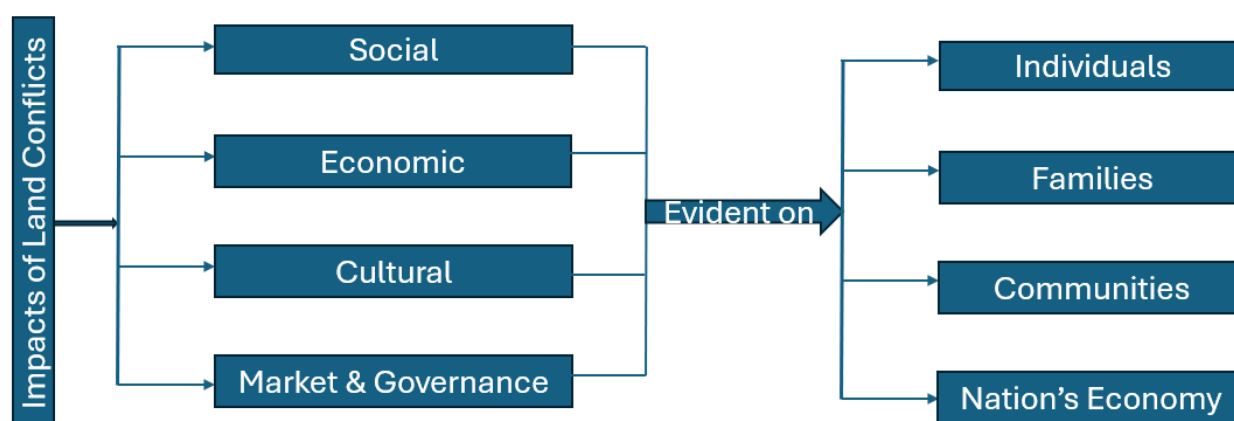 Impacts of Land Conflicts
Social
Economic
Cultural
Market & Governance
Evident on
Individuals
Families
Communities
Nation’s Economy